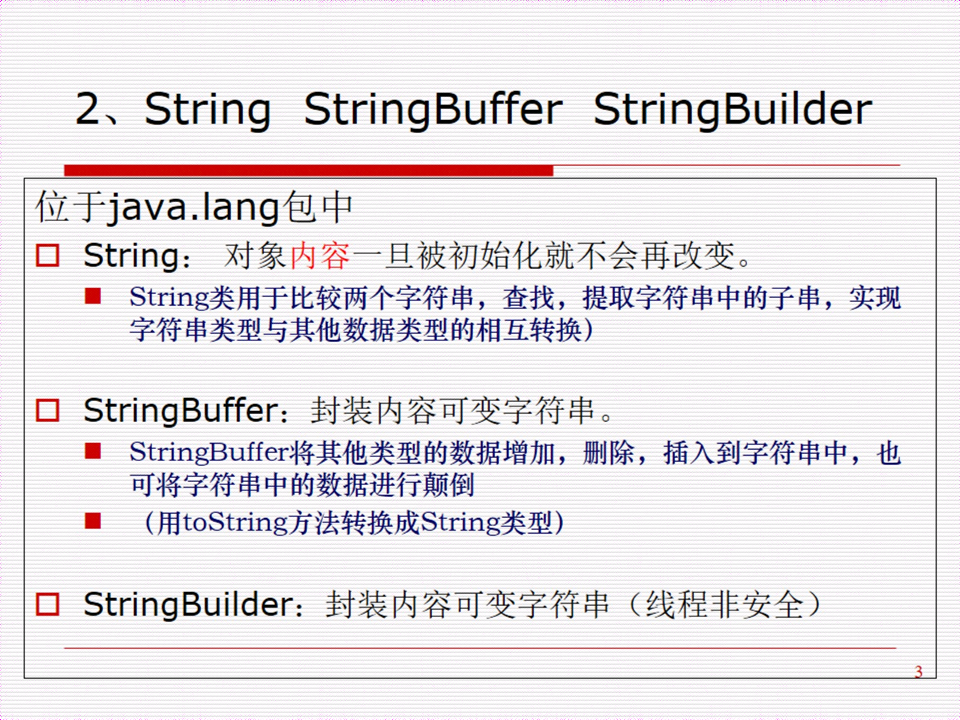 2、String StringBuffer StringBuilder
位于java.lang包中
String： 对象内容一旦被初始化就不会再改变。
String类用于比较两个字符串，查找，提取字符串中的子串，实现
字符串类型与其他数据类型的相互转换）
StringBuffer：封装内容可变字符串。
StringBuffer将其他类型的数据增加，删除，插入到字符串中，也
可将字符串中的数据进行颠倒
（用toString方法转换成String类型）
StringBuilder：封装内容可变字符串（线程非安全）
3